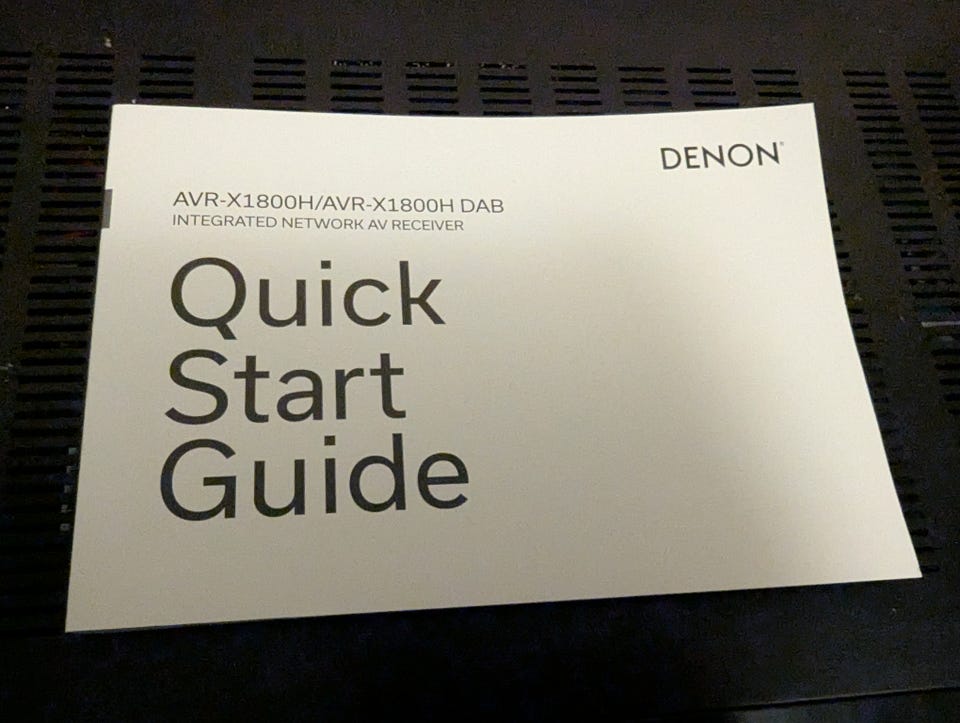 DENON®
AVR-X1800H/AVR-X1800H DAB
INTEGRATED NETWORK AV RECEIVER
Quick
Start
Guide